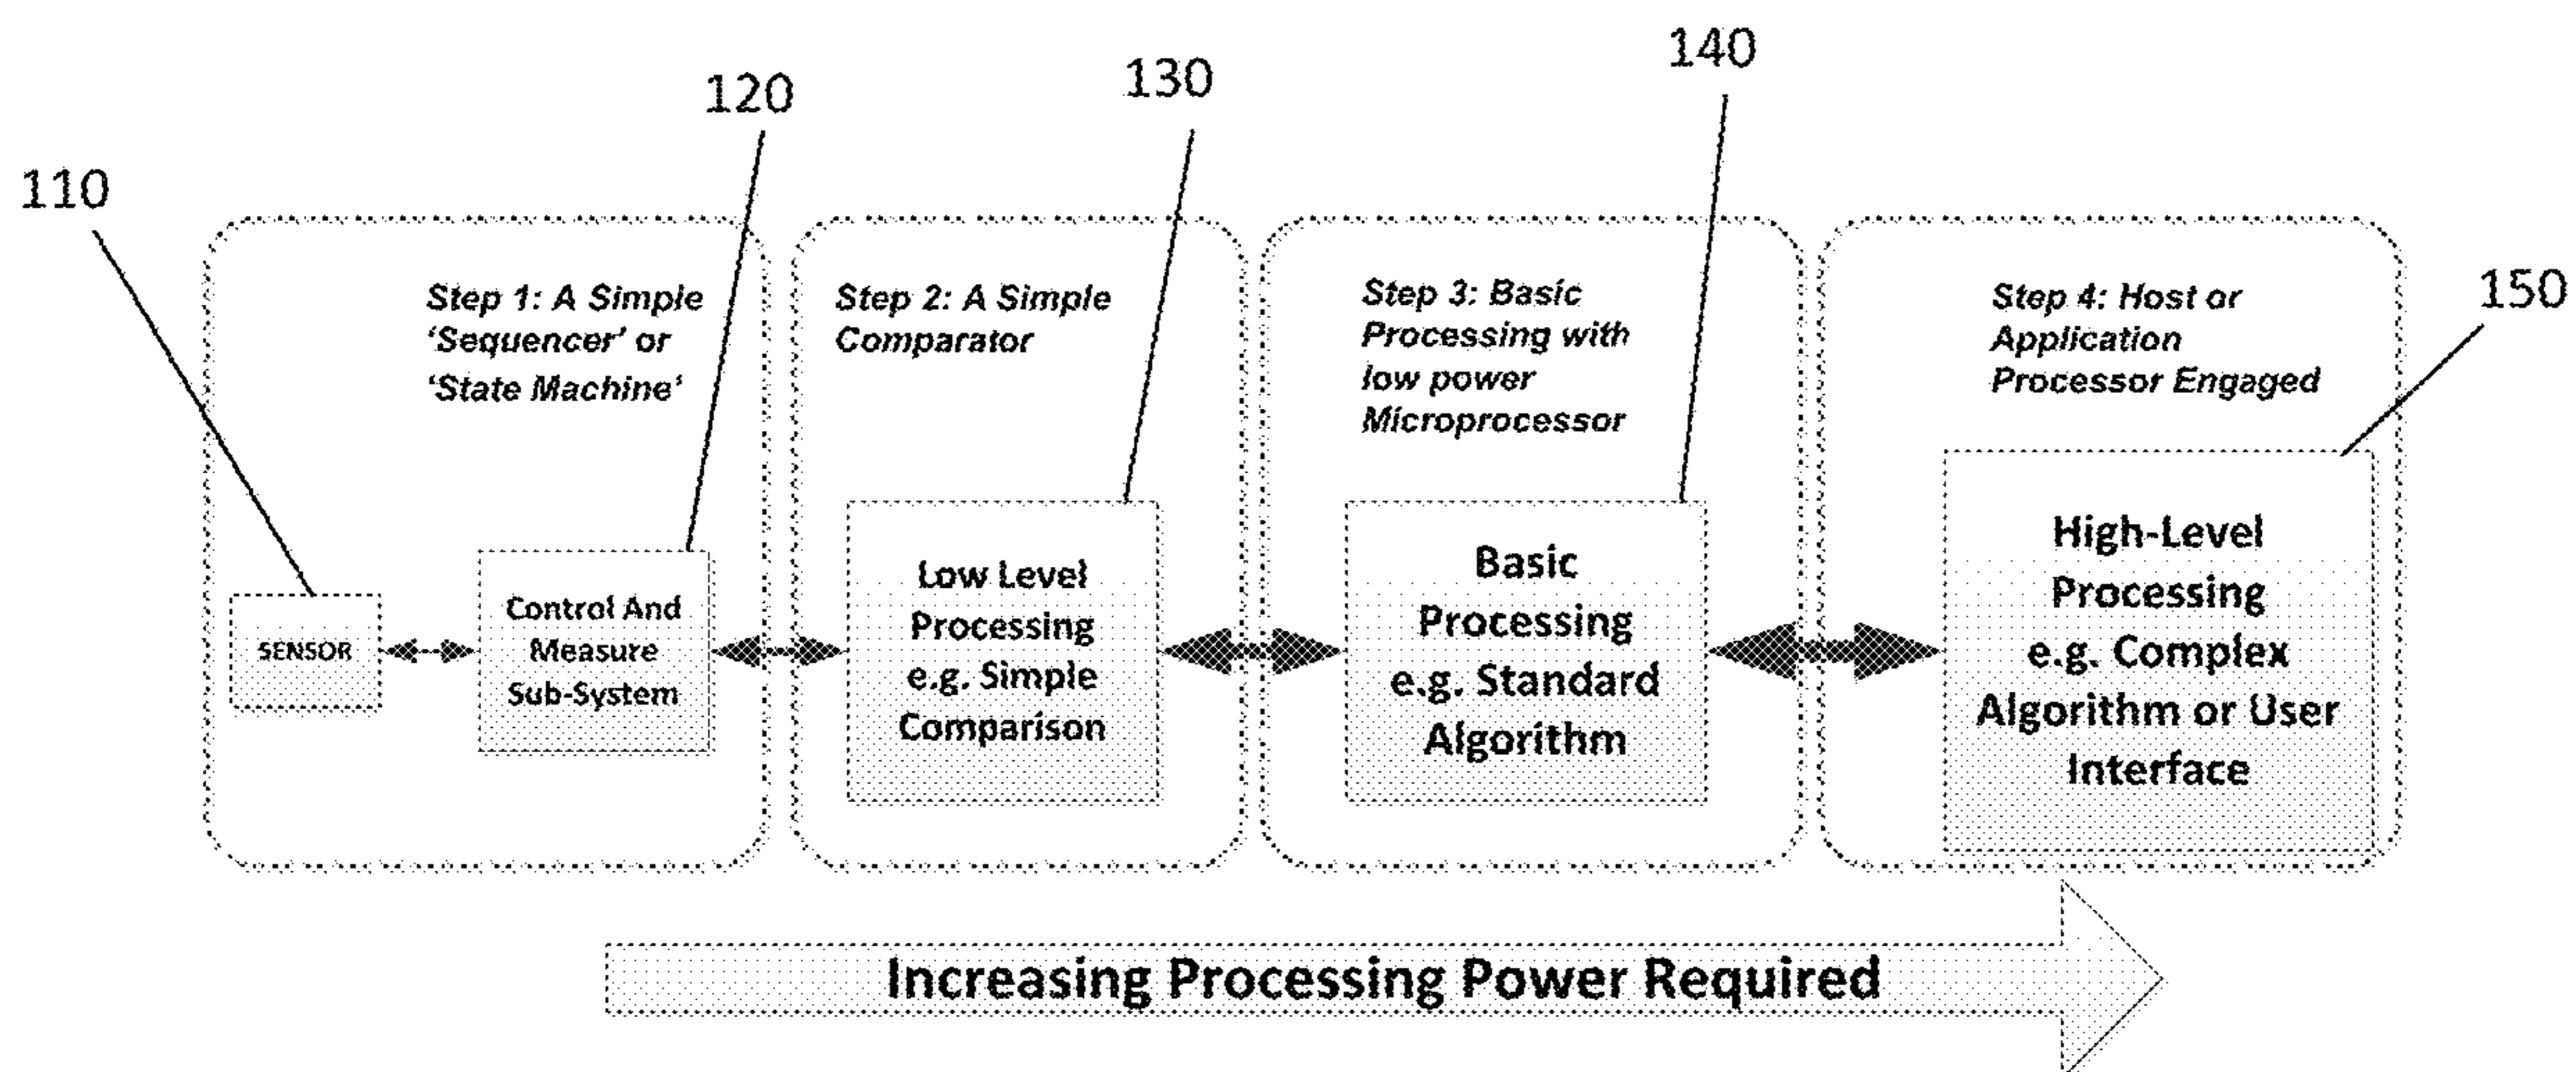 110
120
130
140
150
Step 1: A Simple
‘Sequencer’ or
‘State Machine‘
Step 2: A Simple
Comparator
Step 3: Basic
Processing with
low power
Microprocessor
Step 4: Host or
Application
Processor Engaged
SENSOR
Control And
Measure
Sub-System
Low Level
Processing
e.g. Simple
Comparison
Basic
Processing
e.g. Standard
Algorithm
High-Level
Processing
e.g. Complex
Algorithm or User
Interface
Increasing Processing Power Required